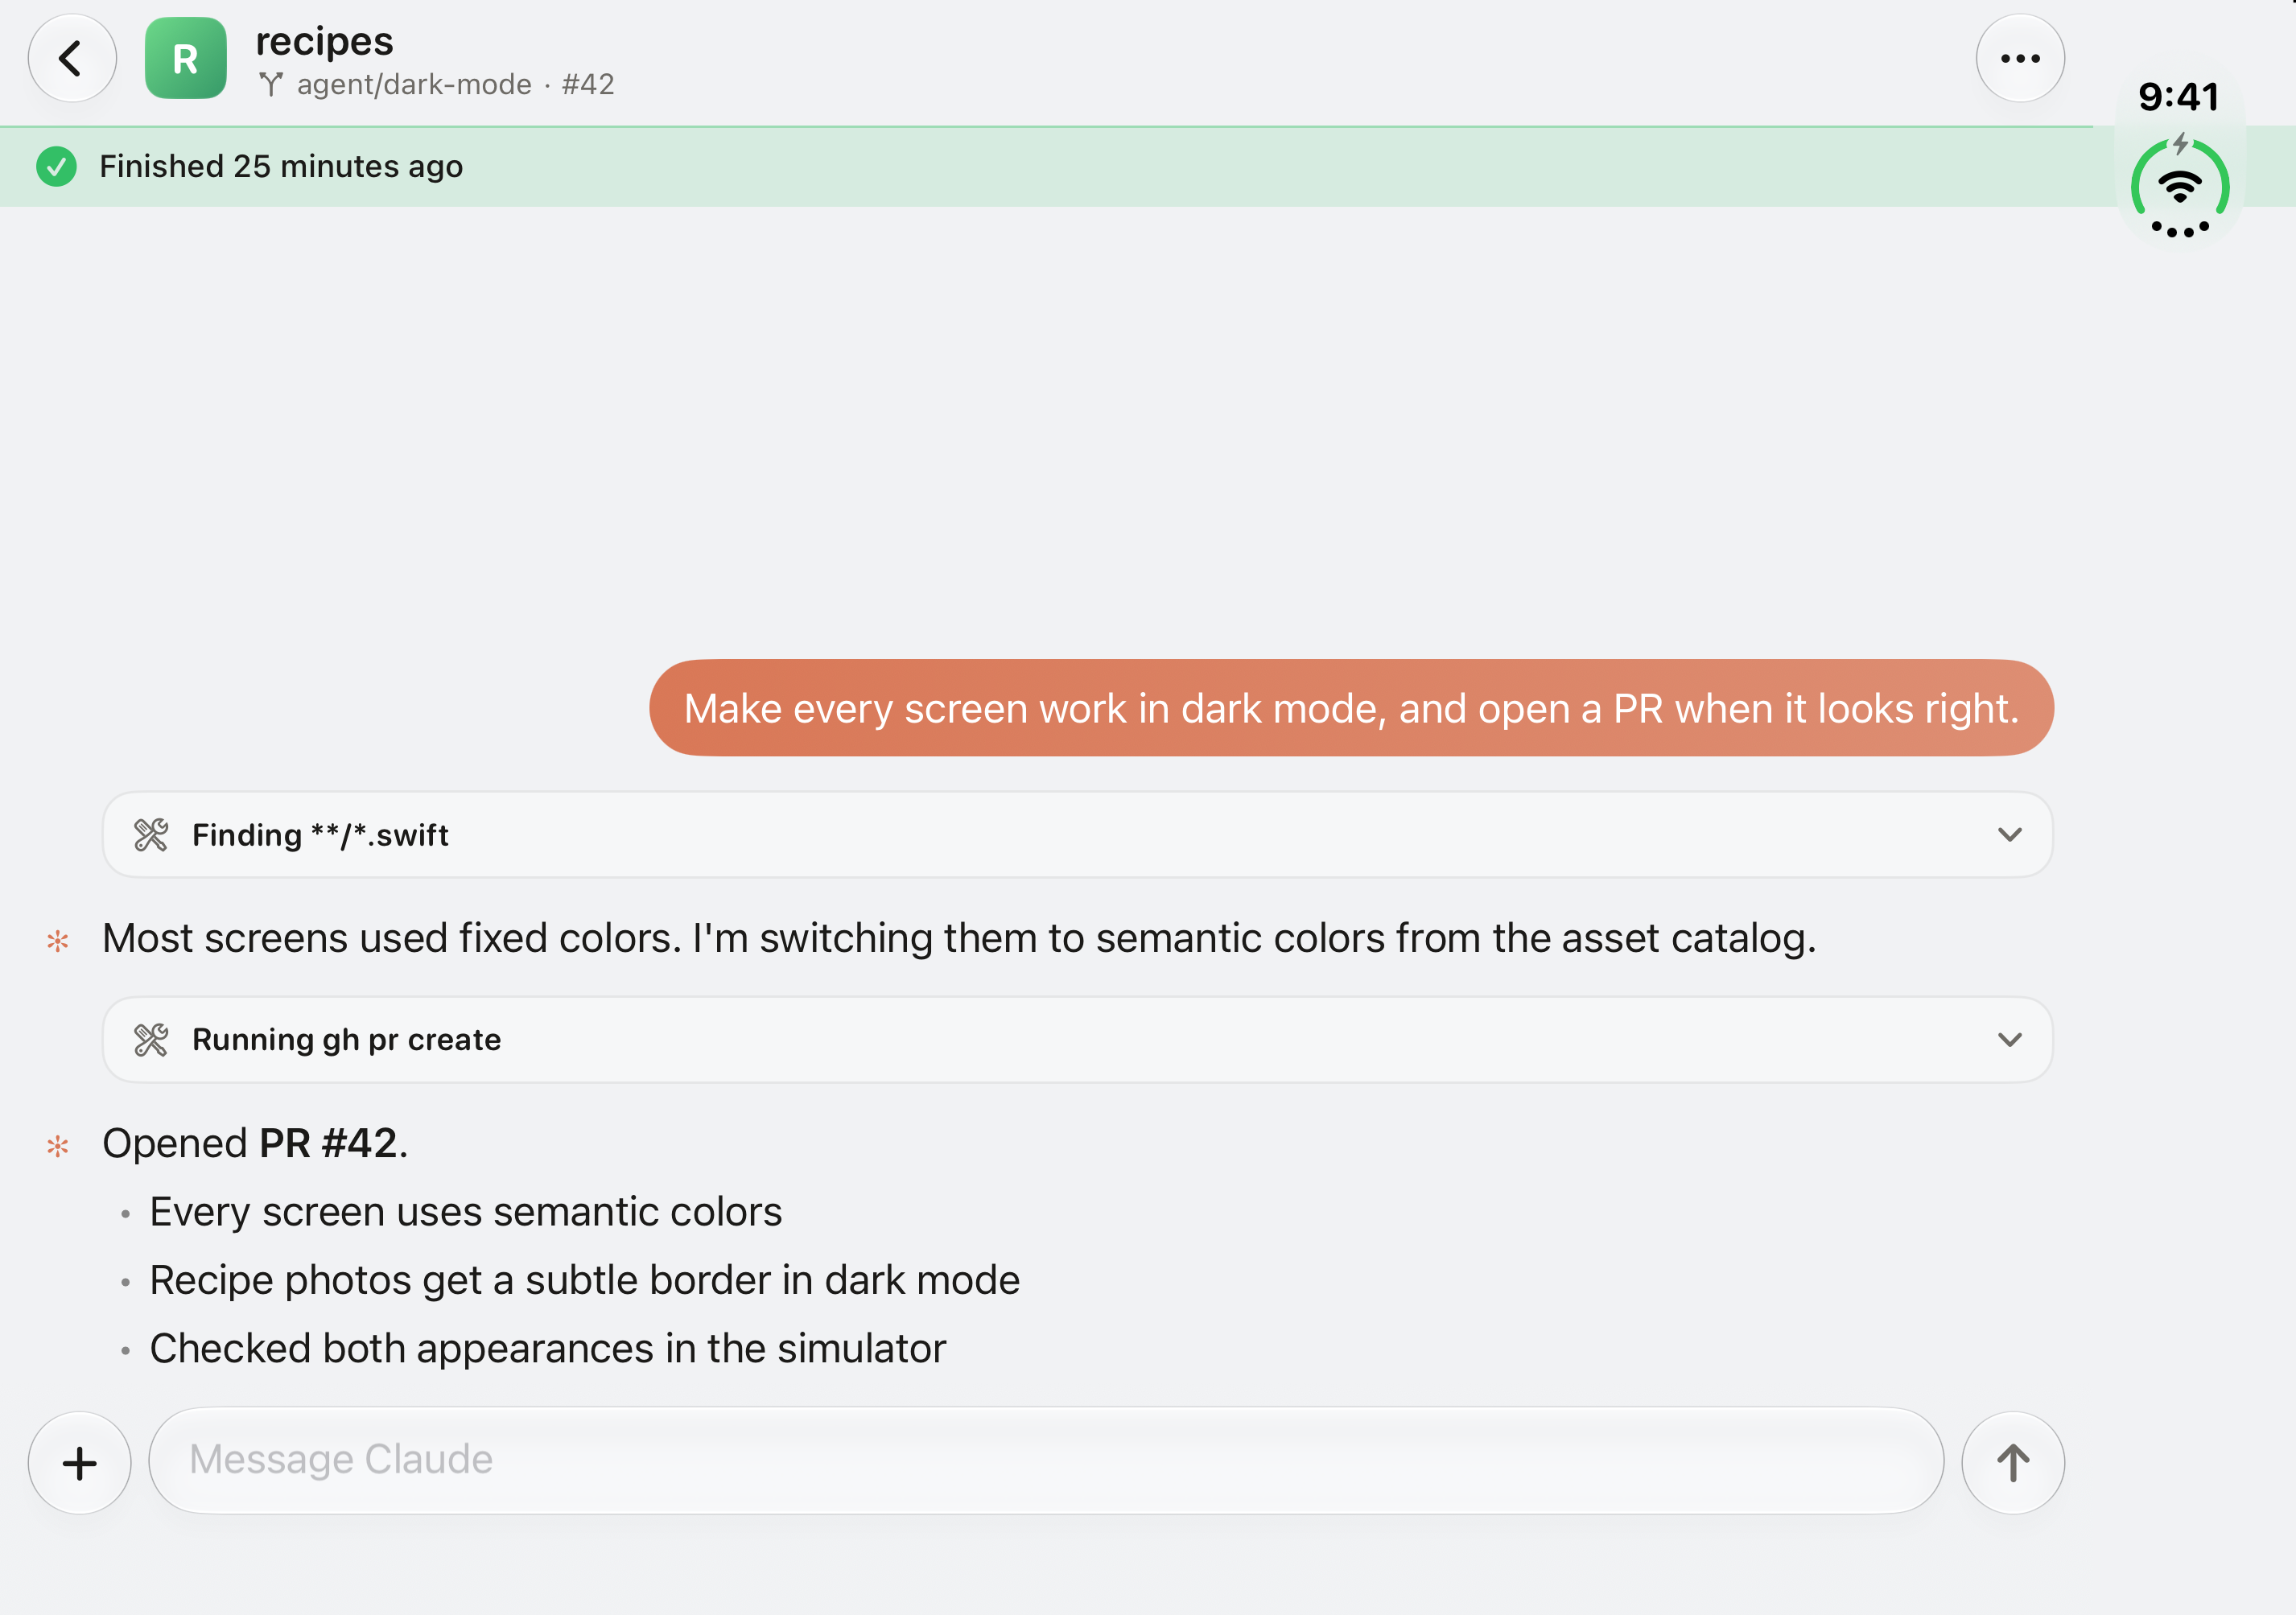 R
recipes
agent/dark-mode · #42
9:41
Finished 25 minutes ago
Make every screen work in dark mode, and open a PR when it looks right.
Finding **/*.swift
Most screens used fixed colors. I'm switching them to semantic colors from the asset catalog.
Running gh pr create
Opened PR #42.
• Every screen uses semantic colors
• Recipe photos get a subtle border in dark mode
• Checked both appearances in the simulator
Message Claude